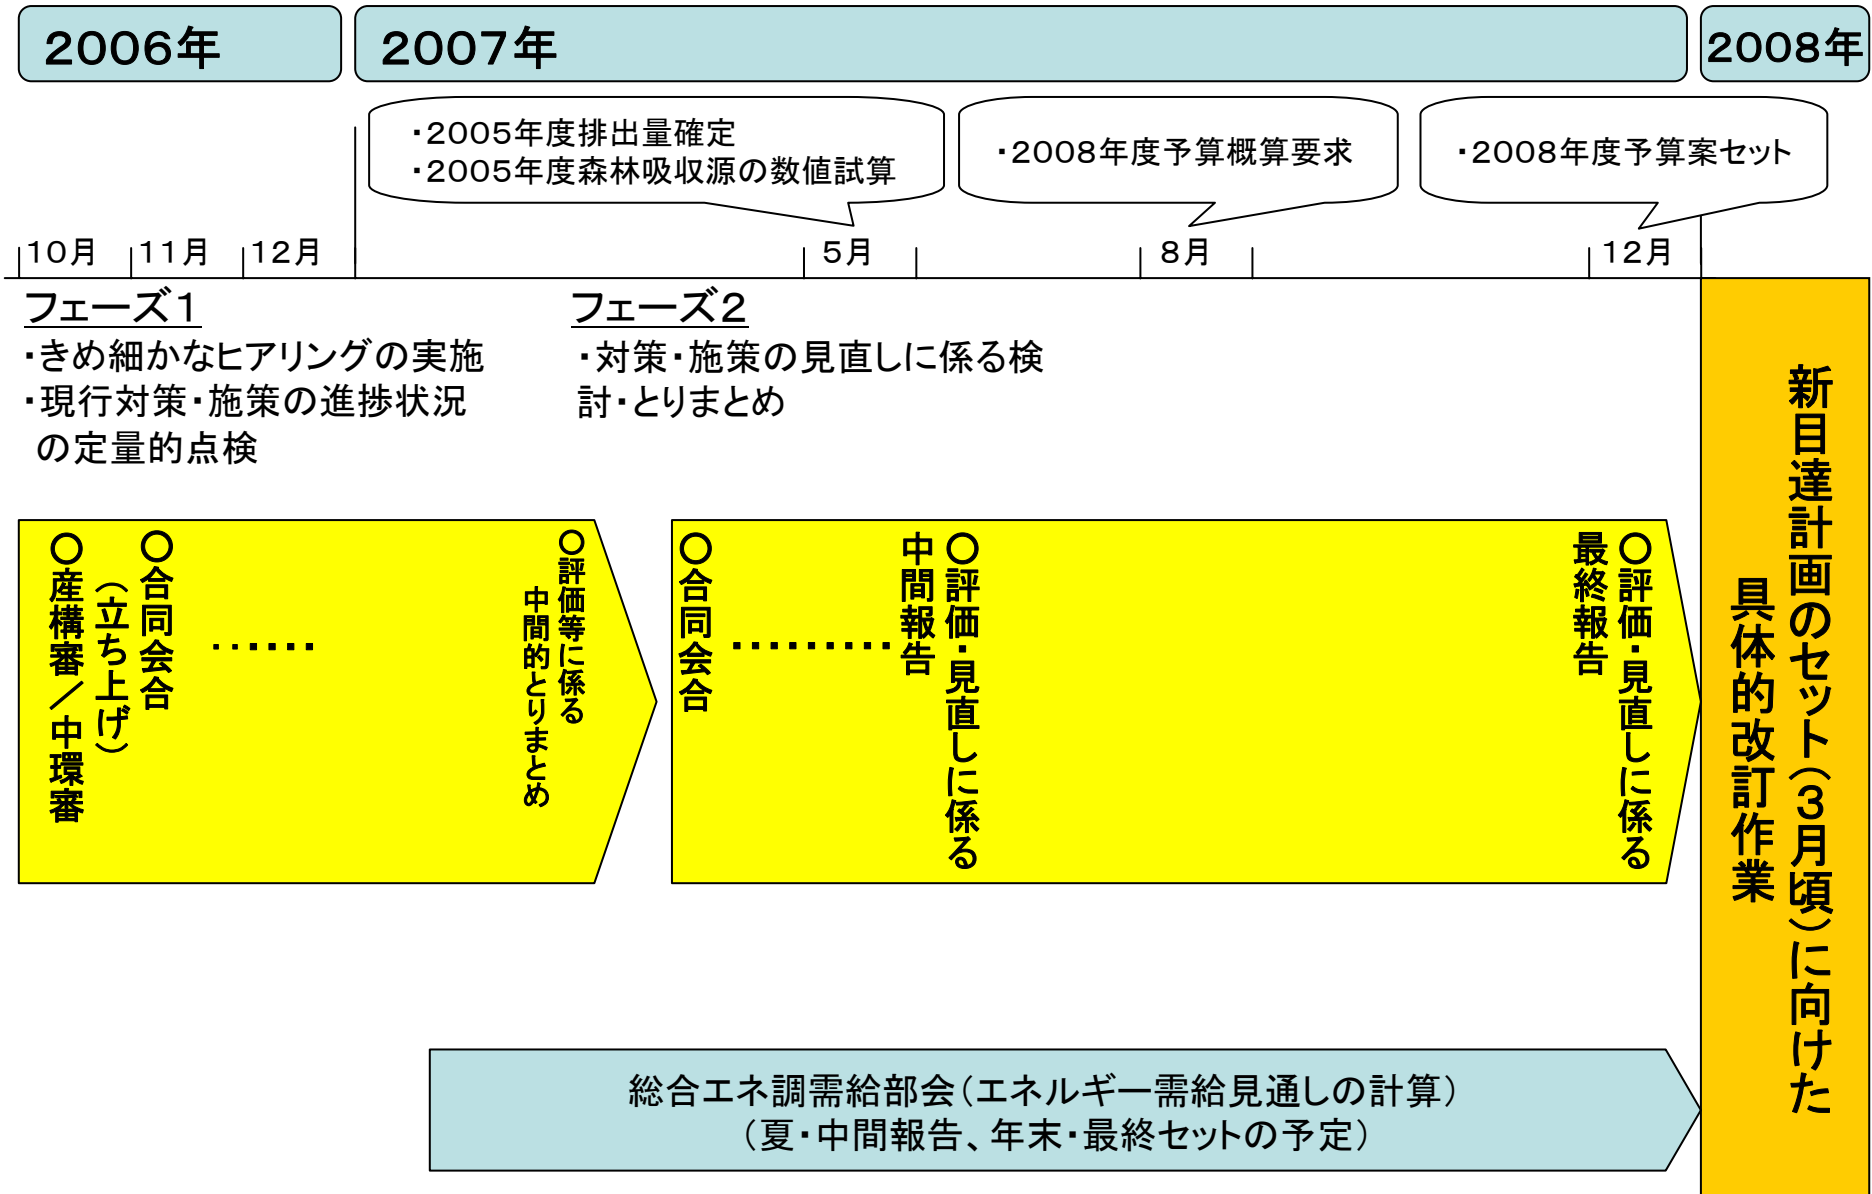 2006年
2007年
2008年
・2005年度排出量確定
・2005年度森林吸収源の数値試算
・2008年度予算概算要求
・2008年度予算案セット
10月
11月
12月
5月
8月
12月
フェーズ1
・きめ細かなヒアリングの実施
・現行対策・施策の進捗状況
の定量的点検
フェーズ2
・対策・施策の見直しに係る検
討・とりまとめ
〇産構審／中環審
〇合同会合
（立ち上げ）
・・・・・・
〇評価等に係る
中間的とりまとめ
〇合同会合
・・・・・・・・・
〇評価・見直しに係る
中間報告
〇評価・見直しに係る
最終報告
新目達計画のセット（3月頃）に向けた
具体的改訂作業
総合エネ調需給部会（エネルギー需給見通しの計算）
（夏・中間報告、年末・最終セットの予定）